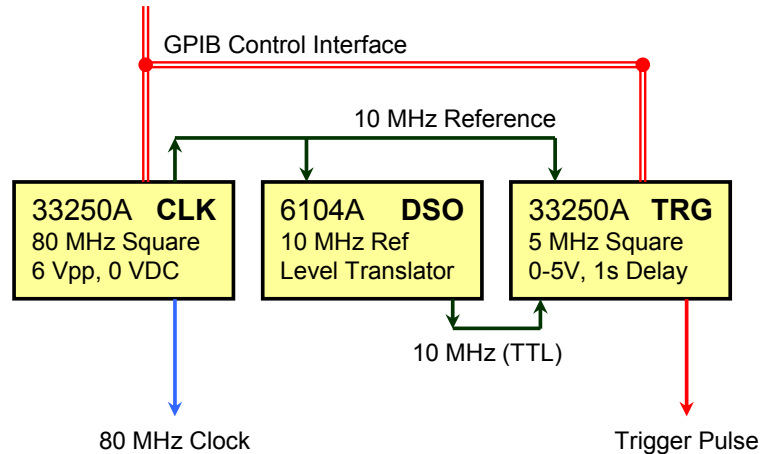 GPIB Control Interface
10 MHz Reference
33250A CLK
80 MHz Square
6 Vpp, 0 VDC
6104A DSO
10 MHz Ref
Level Translator
33250A TRG
5 MHz Square
0-5V, 1s Delay
10 MHz (TTL)
80 MHz Clock
Trigger Pulse